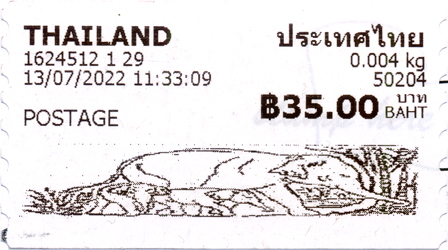 THAILAND ประเทศไทย
1624512 1 29 0.004 kg
13/07/2022 11:33:09 50204
POSTAGE ฿35.00 บาท BAHT